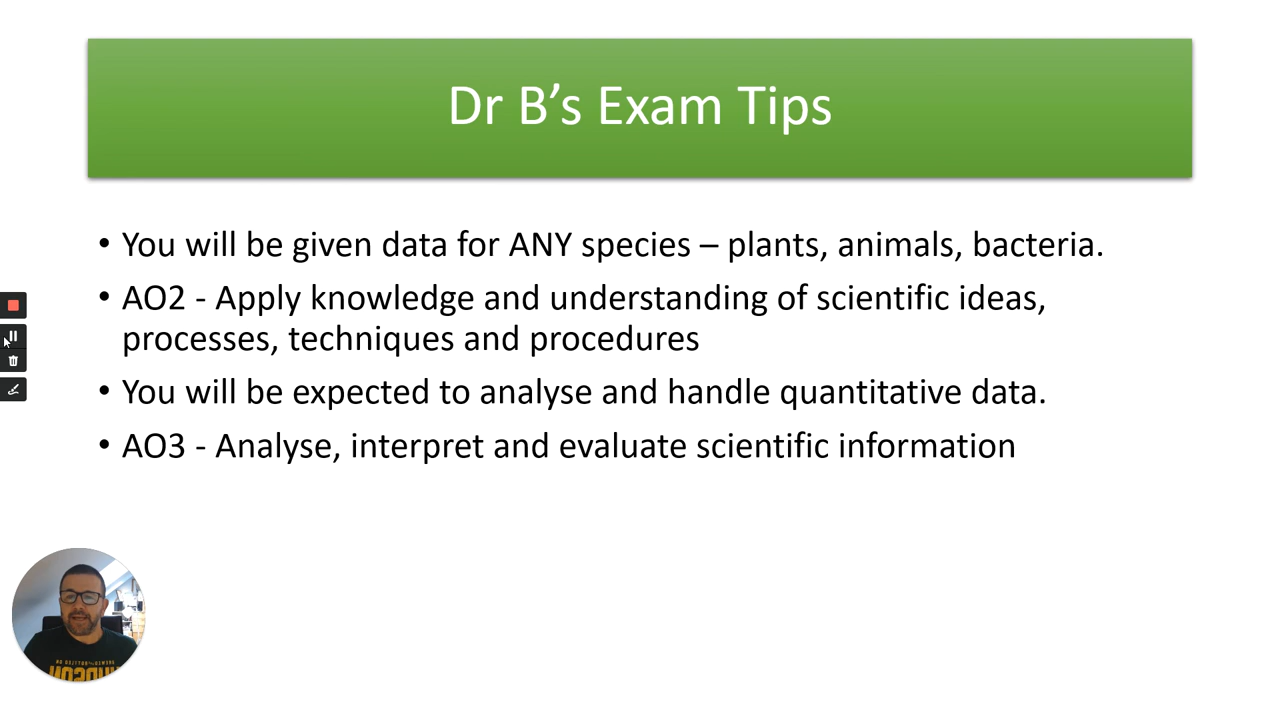 Dr B’s Exam Tips
• You will be given data for ANY species – plants, animals, bacteria.
• AO2 - Apply knowledge and understanding of scientific ideas,
processes, techniques and procedures
• You will be expected to analyse and handle quantitative data.
• AO3 - Analyse, interpret and evaluate scientific information